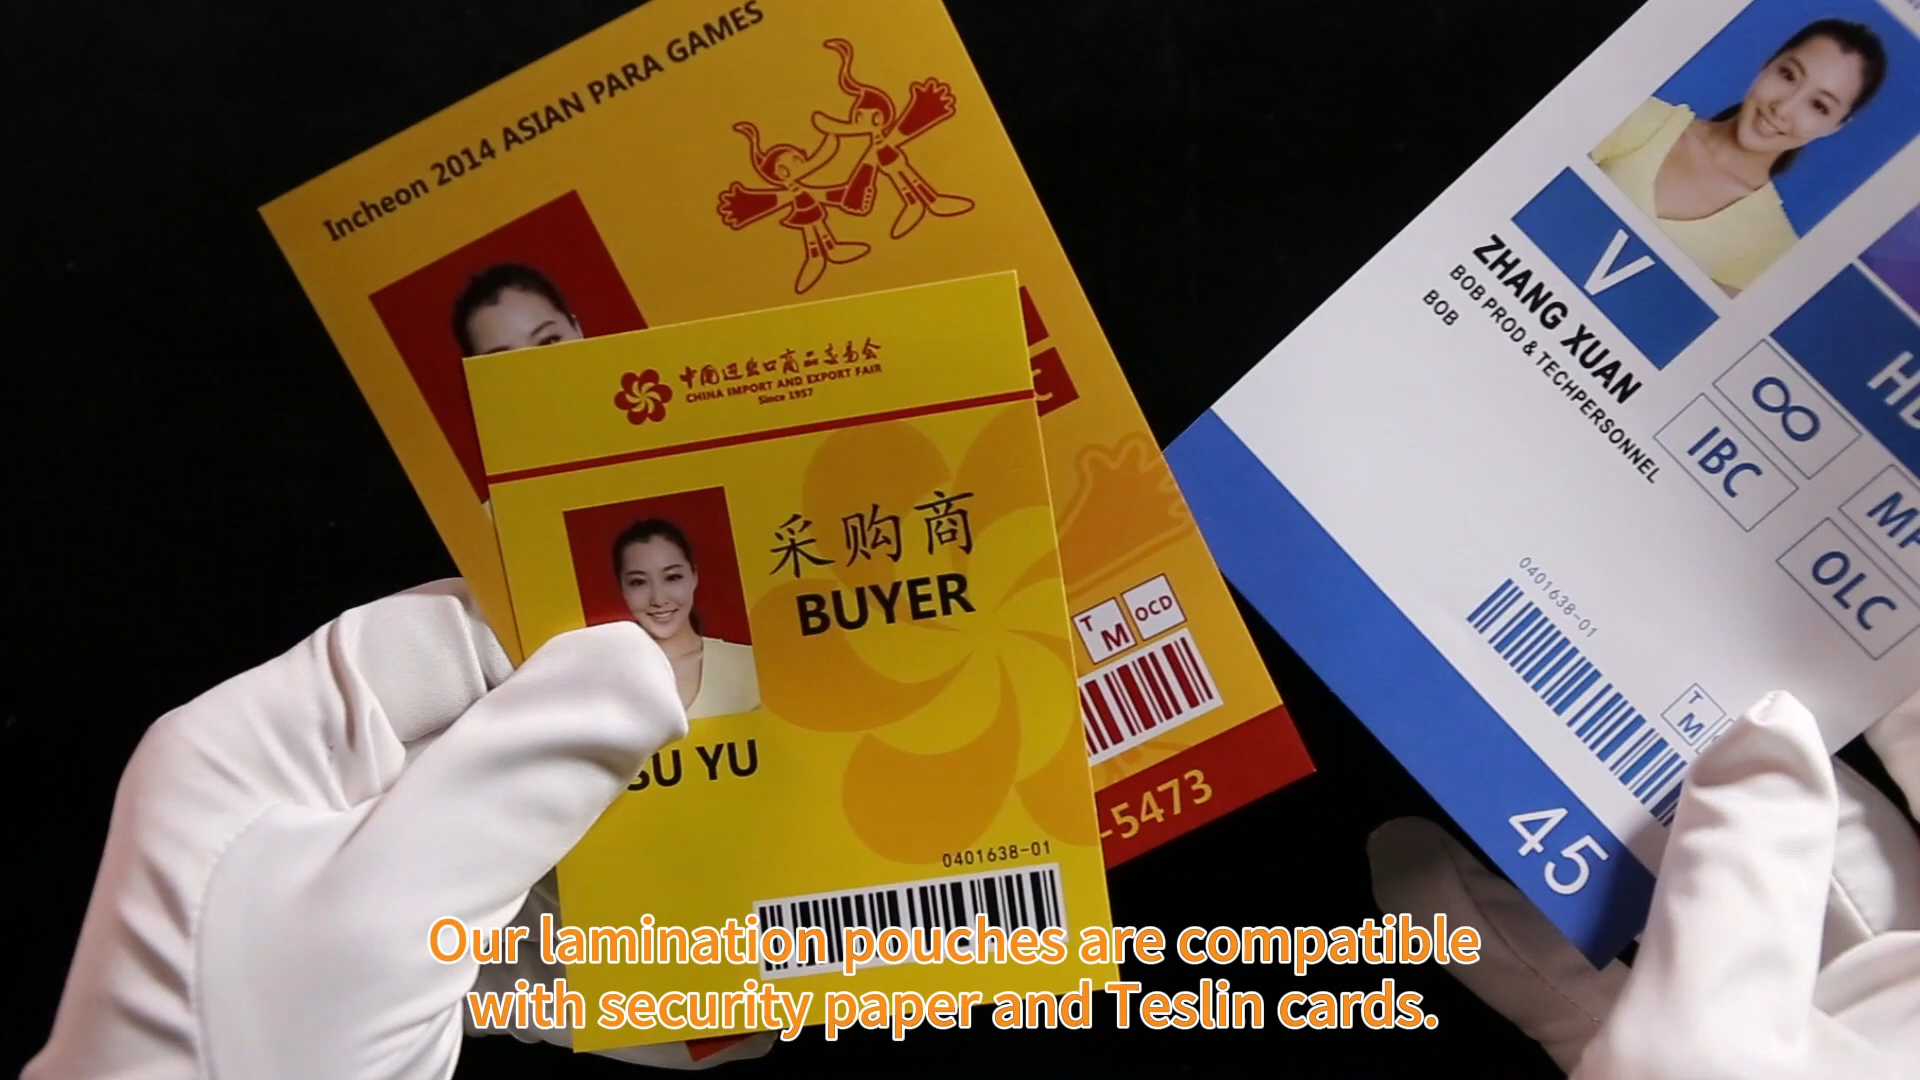 Incheon 2014 ASIAN PARA GAMES
中国进出口商品交易会
CHINA IMPORT AND EXPORT FAIR
Since 1957
采购商
BUYER
SU YU
0401638-01
T
M
OCD
-5473
V
ZHANG XUAN
BOB PROD & TECHPERSONNEL
BOB
∞
IBC
OLC
0401638-01
T
M
45
Our lamination pouches are compatible
with security paper and Teslin cards.